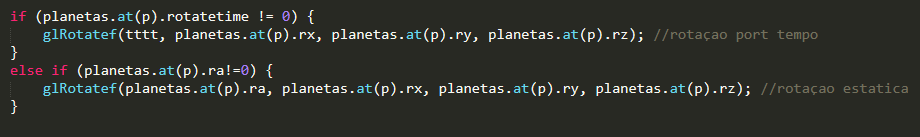 if (planetas.at(p).rotatetime != 0) {
    glRotatef(tttt, planetas.at(p).rx, planetas.at(p).ry, planetas.at(p).rz); //rotaçao port tempo
}
else if (planetas.at(p).ra!=0) {
    glRotatef(planetas.at(p).ra, planetas.at(p).rx, planetas.at(p).ry, planetas.at(p).rz); //rotaçao estatica
}